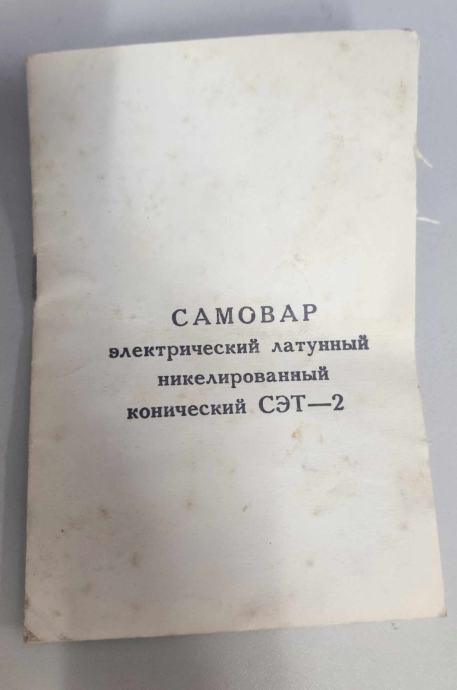 САМОВАР
электрический латунный
никелированный
конический СЭТ—2